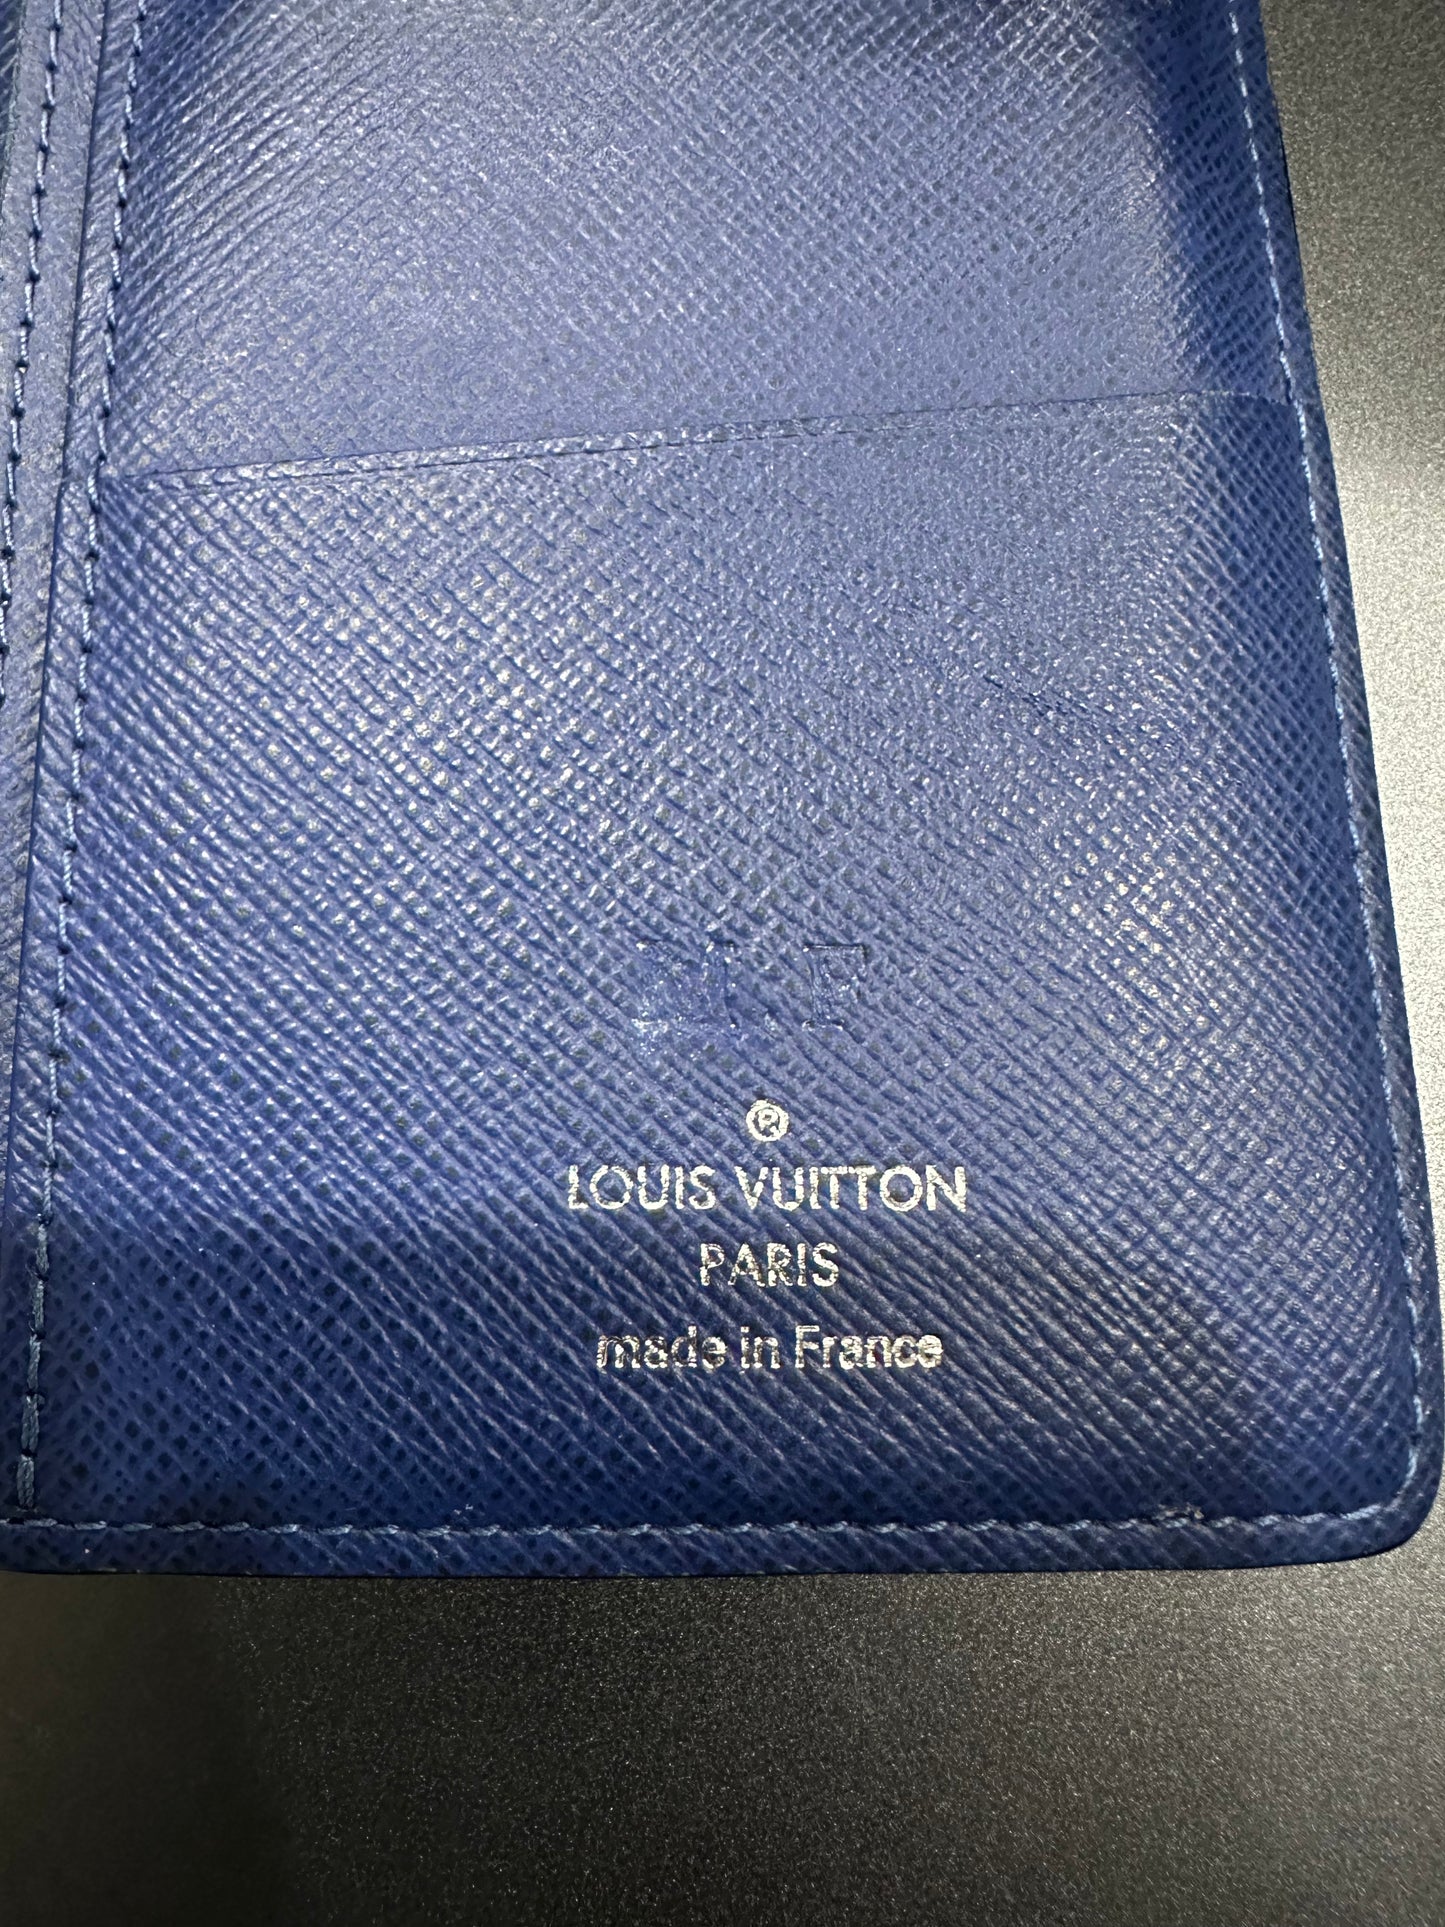 M F
®
LOUIS VUITTON
PARIS
made in France